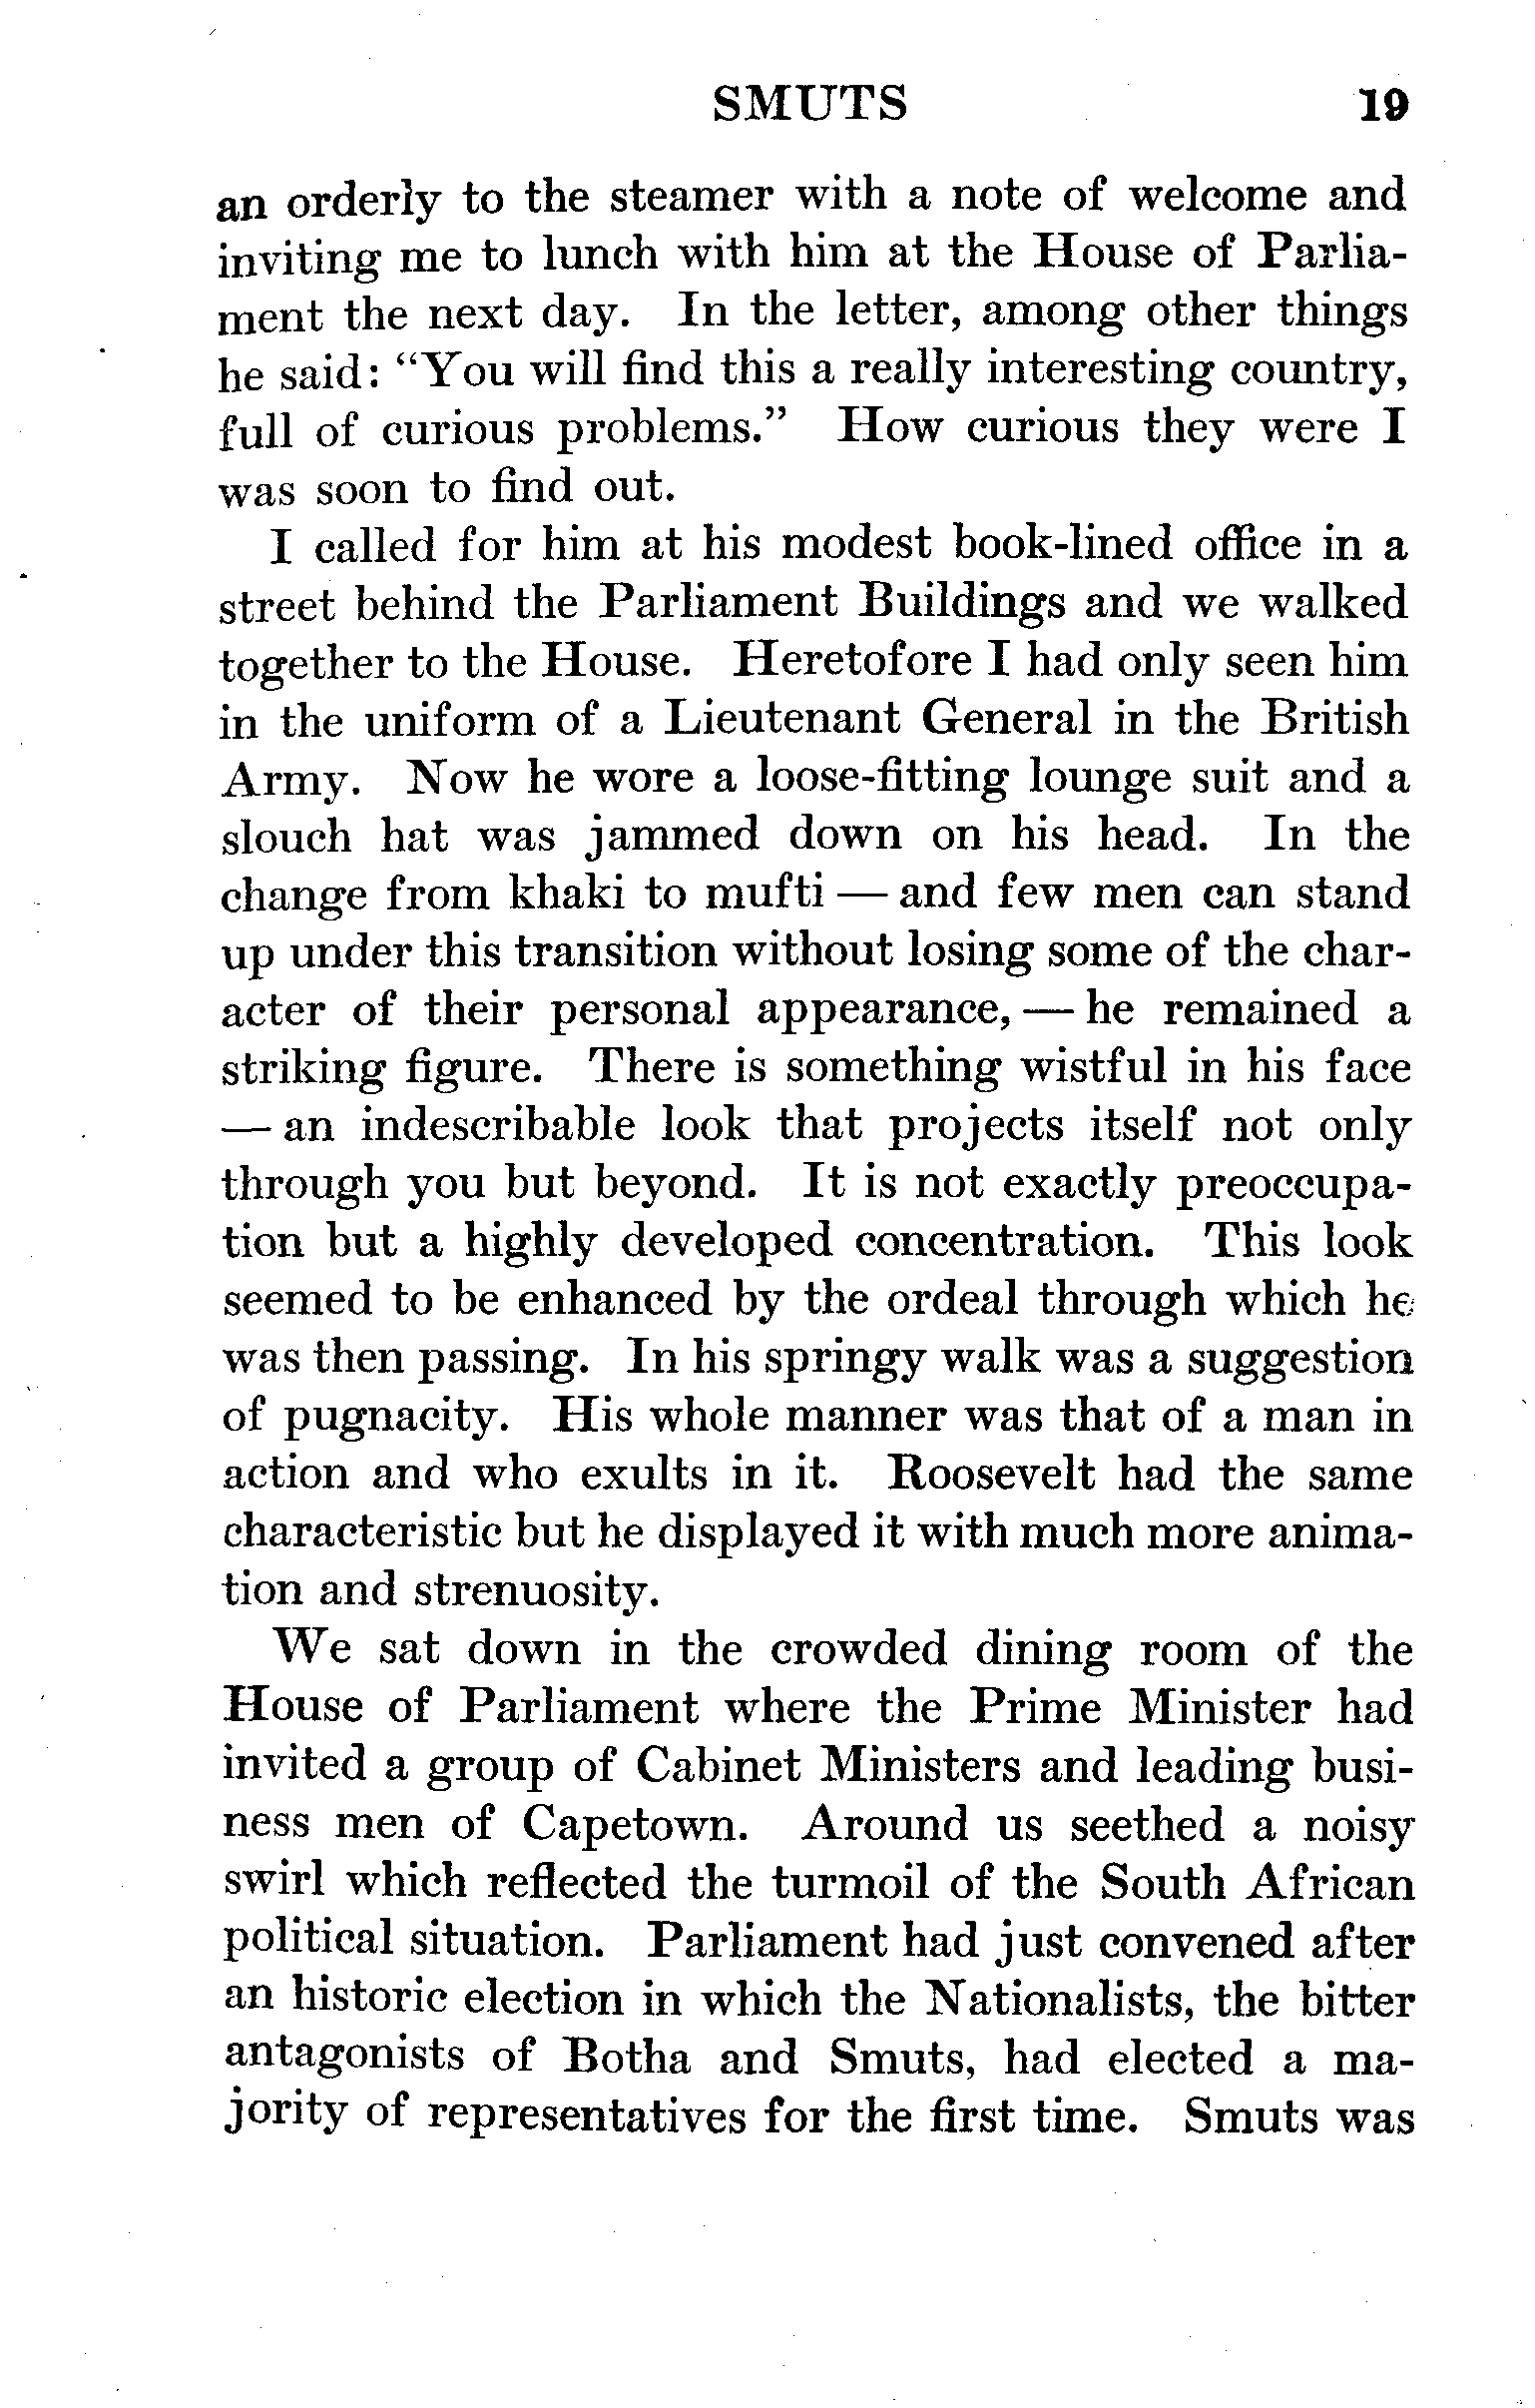 SMUTS 19
an orderly to the steamer with a note of welcome and
inviting me to lunch with him at the House of Parlia-
ment the next day. In the letter, among other things
he said: “You will find this a really interesting country,
full of curious problems.” How curious they were I
was soon to find out.
I called for him at his modest book-lined office in a
street behind the Parliament Buildings and we walked
together to the House. Heretofore I had only seen him
in the uniform of a Lieutenant General in the British
Army. Now he wore a loose-fitting lounge suit and a
slouch hat was jammed down on his head. In the
change from khaki to mufti — and few men can stand
up under this transition without losing some of the char-
acter of their personal appearance, — he remained a
striking figure. There is something wistful in his face
— an indescribable look that projects itself not only
through you but beyond. It is not exactly preoccupa-
tion but a highly developed concentration. This look
seemed to be enhanced by the ordeal through which he
was then passing. In his springy walk was a suggestion
of pugnacity. His whole manner was that of a man in
action and who exults in it. Roosevelt had the same
characteristic but he displayed it with much more anima-
tion and strenuosity.
We sat down in the crowded dining room of the
House of Parliament where the Prime Minister had
invited a group of Cabinet Ministers and leading busi-
ness men of Capetown. Around us seethed a noisy
swirl which reflected the turmoil of the South African
political situation. Parliament had just convened after
an historic election in which the Nationalists, the bitter
antagonists of Botha and Smuts, had elected a ma-
jority of representatives for the first time. Smuts was